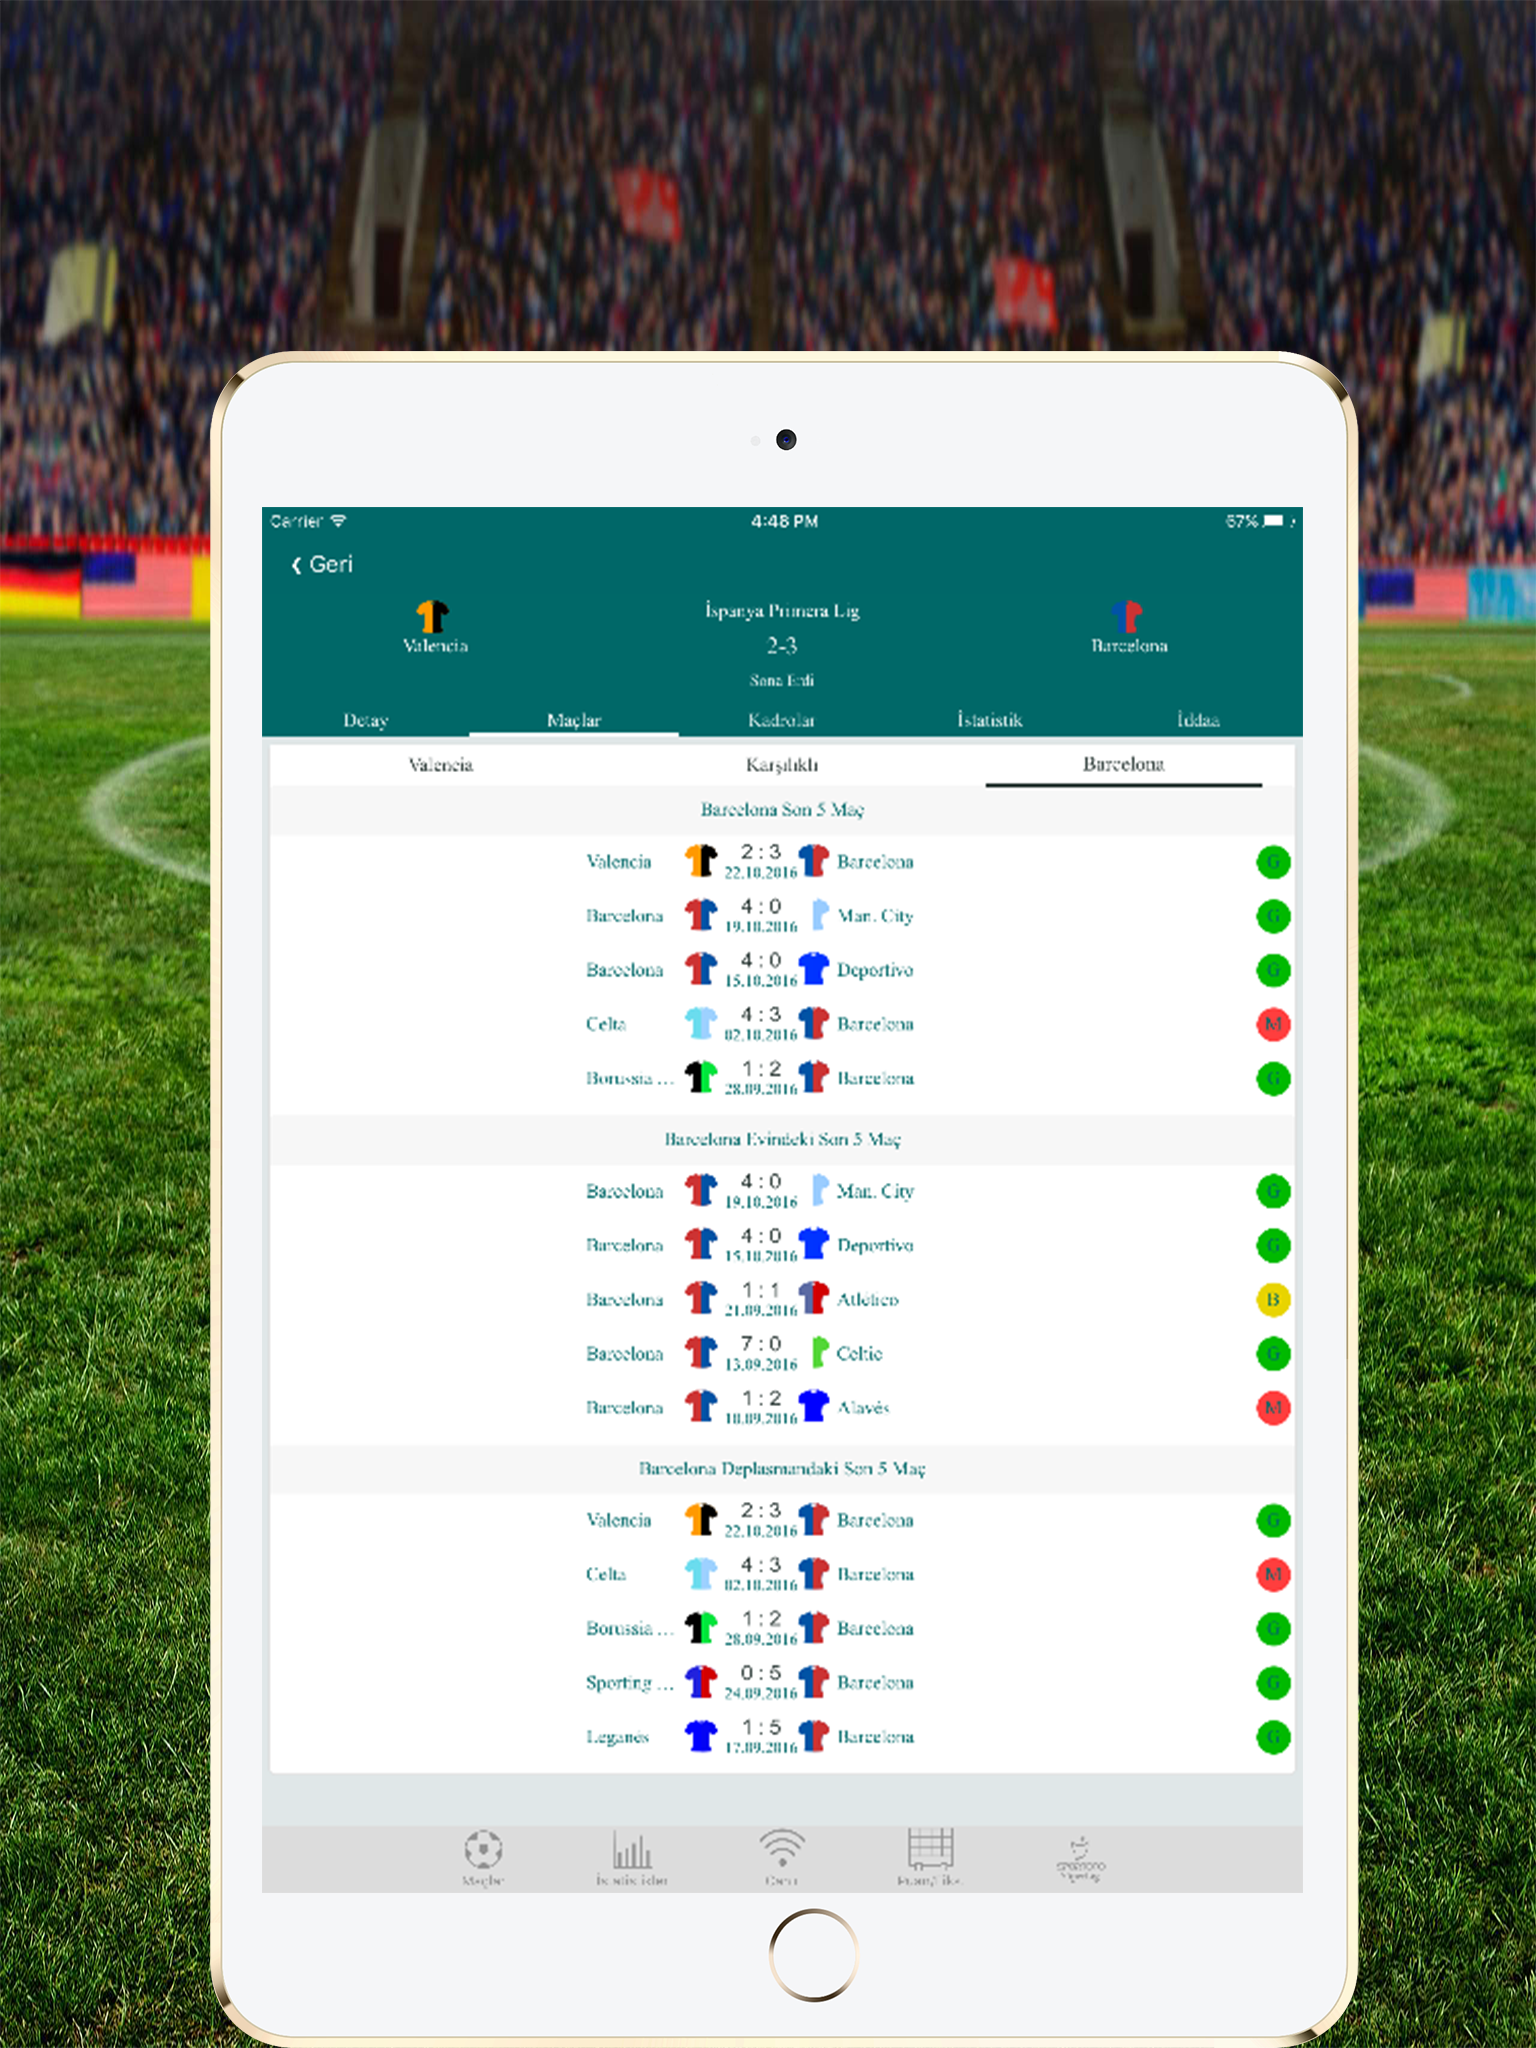 Carrier
4:48 PM
67%
Geri
İspanya Primera Lig
Valencia
2-3
Barcelona
Sona Erdi
Detay
Maçlar
Kadrolar
İstatistik
İddaa
Valencia
Karşılıklı
Barcelona
Barcelona Son 5 Maç
Valencia 2 : 3 Barcelona G
22.10.2016
Barcelona 4 : 0 Man. City G
19.10.2016
Barcelona 4 : 0 Deportivo G
15.10.2016
Celta 4 : 3 Barcelona M
02.10.2016
Borussia ... 1 : 2 Barcelona G
28.09.2016
Barcelona Evindeki Son 5 Maç
Barcelona 4 : 0 Man. City G
19.10.2016
Barcelona 4 : 0 Deportivo G
15.10.2016
Barcelona 1 : 1 Atlético B
21.09.2016
Barcelona 7 : 0 Celtic G
13.09.2016
Barcelona 1 : 2 Alavés M
10.09.2016
Barcelona Deplasmandaki Son 5 Maç
Valencia 2 : 3 Barcelona G
22.10.2016
Celta 4 : 3 Barcelona M
02.10.2016
Borussia ... 1 : 2 Barcelona G
28.09.2016
Sporting ... 0 : 5 Barcelona G
24.09.2016
Leganés 1 : 5 Barcelona G
17.09.2016
Maçlar
İstatistikler
Canlı